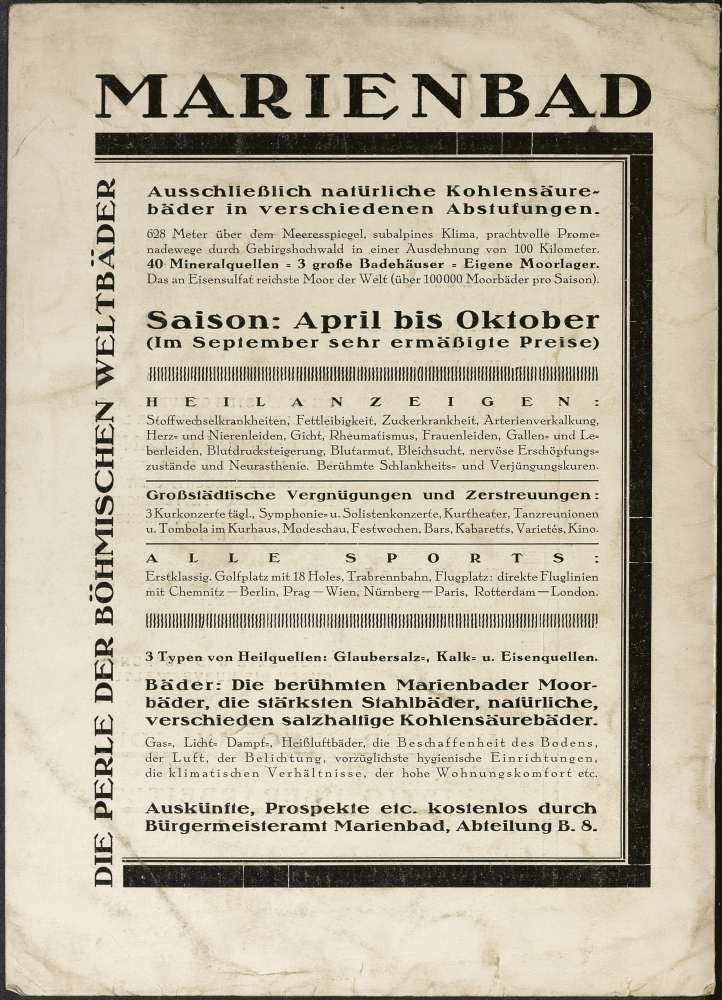 MARIENBAD
DIE PERLE DER BÖHMISCHEN WELTBÄDER
Ausschließlich natürliche Kohlensäure-
bäder in verschiedenen Abstufungen.
628 Meter über dem Meeresspiegel, subalpines Klima, prachtvolle Prome-
nadewege durch Gebirgshochwald in einer Ausdehnung von 100 Kilometer.
40 Mineralquellen - 3 große Badehäuser - Eigene Moorlager.
Das an Eisensulfat reichste Moor der Welt (über 100000 Moorbäder pro Saison).
Saison: April bis Oktober
(Im September sehr ermäßigte Preise)
HEILANZEIGEN:
Stoffwechselkrankheiten, Fettleibigkeit, Zuckerkrankheit, Arterienverkalkung,
Herz- und Nierenleiden, Gicht, Rheumatismus, Frauenleiden, Gallen- und Le-
berleiden, Blutdrucksteigerung, Blutarmut, Bleichsucht, nervöse Erschöpfungs-
zustände und Neurasthenie. Berühmte Schlankheits- und Verjüngungskuren.
Großstädtische Vergnügungen und Zerstreuungen:
3 Kurkonzerte tägl., Symphonie- u. Solistenkonzerte, Kurtheater, Tanzreunionen
u. Tombola im Kurhaus, Modeschau, Festwochen, Bars, Kabaretts, Varietés, Kino.
ALLE SPORTS:
Erstklassig. Golfplatz mit 18 Holes, Trabrennbahn, Flugplatz: direkte Fluglinien
mit Chemnitz—Berlin, Prag—Wien, Nürnberg—Paris, Rotterdam—London.
3 Typen von Heilquellen: Glaubersalz-, Kalk- u. Eisenquellen.
Bäder: Die berühmten Marienbader Moor-
bäder, die stärksten Stahlbäder, natürliche,
verschieden salzhaltige Kohlensäurebäder.
Gas-, Licht- Dampf-, Heißluftbäder, die Beschaffenheit des Bodens,
der Luft, der Belichtung, vorzüglichste hygienische Einrichtungen,
die klimatischen Verhältnisse, der hohe Wohnungskomfort etc.
Auskünfte, Prospekte etc. kostenlos durch
Bürgermeisteramt Marienbad, Abteilung B. 8.